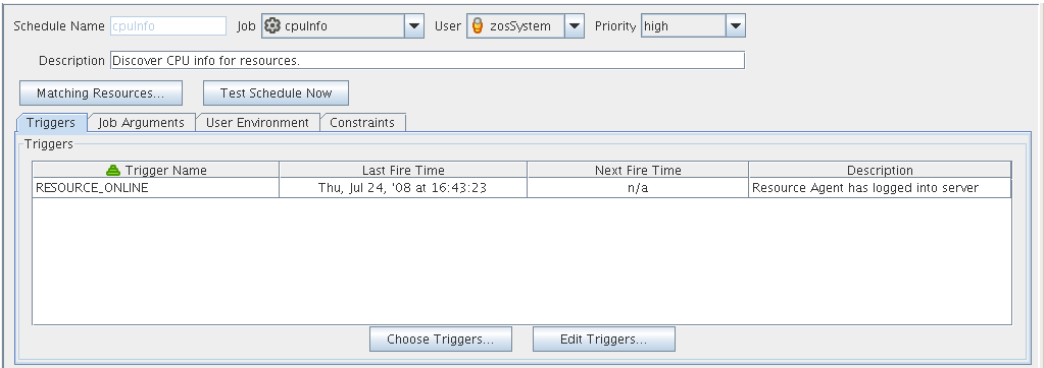 Schedule Name cpuInfo Job cpuInfo User zosSystem Priority high
Description Discover CPU info for resources.
Matching Resources... Test Schedule Now
Triggers Job Arguments User Environment Constraints
Triggers
Trigger Name Last Fire Time Next Fire Time Description
RESOURCE_ONLINE Thu, Jul 24, '08 at 16:43:23 n/a Resource Agent has logged into server
Choose Triggers... Edit Triggers...